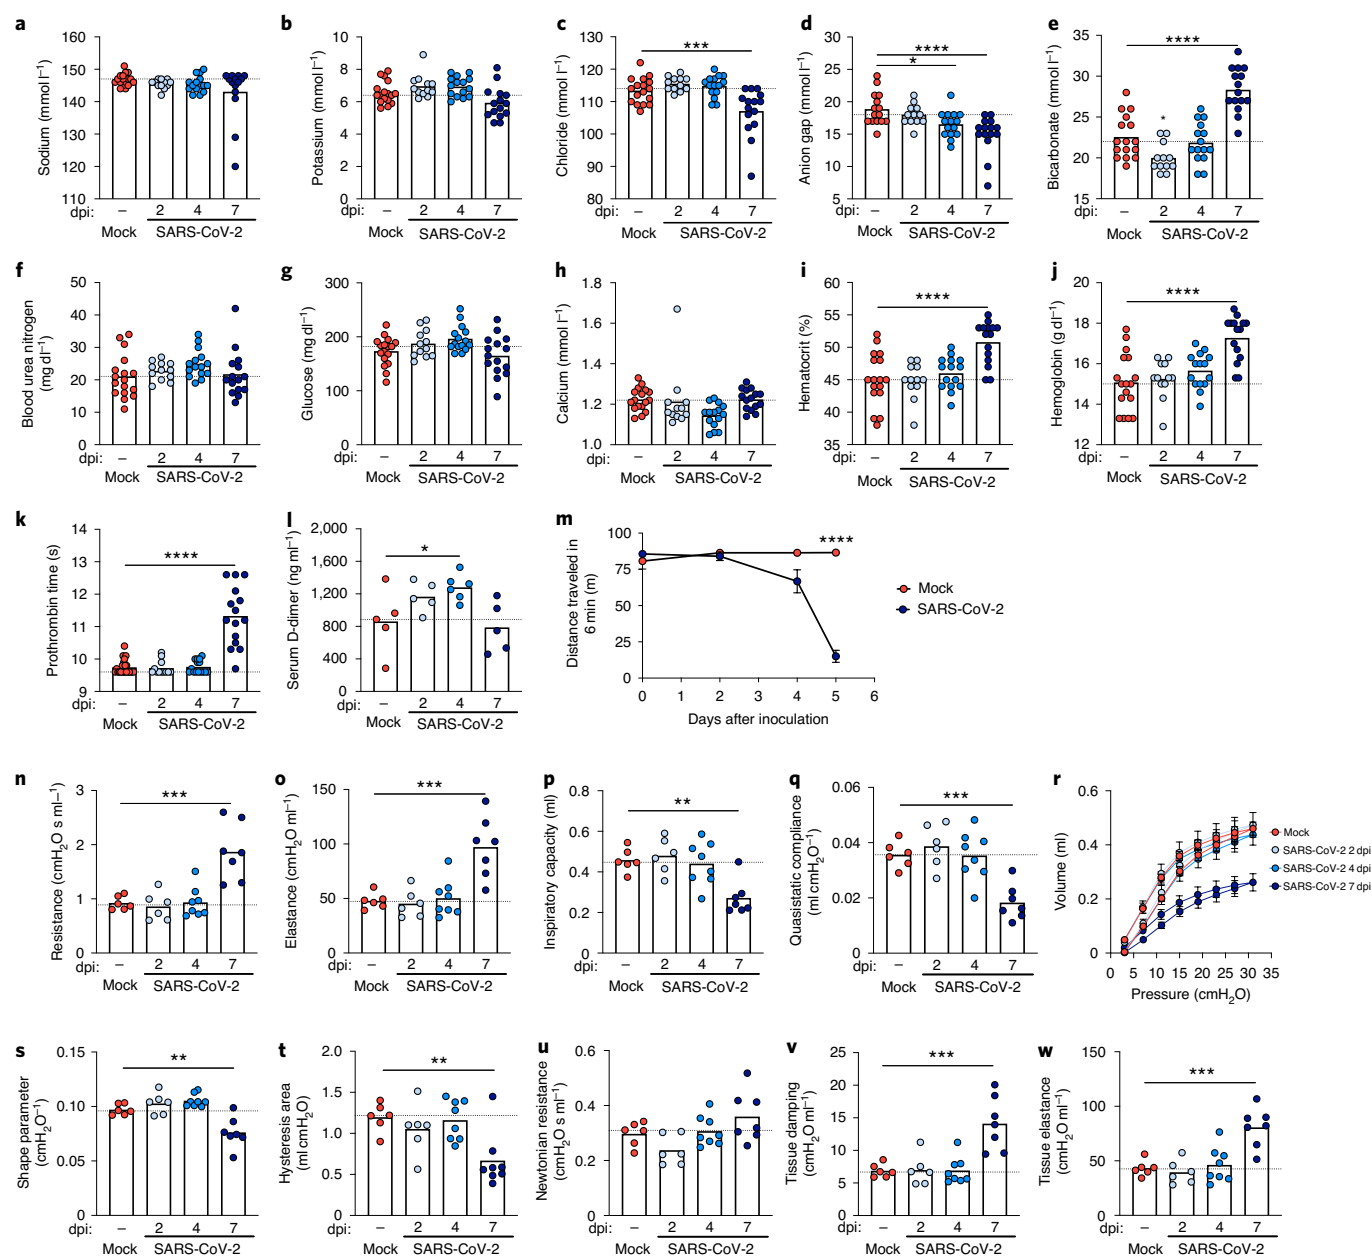 a
b
c
d
e
160
150
140
130
120
110
Sodium (mmol l–1)
dpi: – 2 4 7
Mock SARS-CoV-2
10
8
6
4
2
0
Potassium (mmol l–1)
– 2 4 7
Mock SARS-CoV-2
130
120
110
100
90
80
Chloride (mmol l–1)
***
– 2 4 7
Mock SARS-CoV-2
30
25
20
15
10
5
Anion gap (mmol l–1)
****
*
– 2 4 7
Mock SARS-CoV-2
35
30
25
20
15
Bicarbonate (mmol l–1)
****
*
– 2 4 7
Mock SARS-CoV-2
f
g
h
i
j
50
40
30
20
10
0
Blood urea nitrogen
(mg dl–1)
dpi: – 2 4 7
Mock SARS-CoV-2
300
200
100
0
Glucose (mg dl–1)
– 2 4 7
Mock SARS-CoV-2
1.8
1.6
1.4
1.2
1.0
Calcium (mmol l–1)
dpi: – 2 4 7
Mock SARS-CoV-2
60
55
50
45
40
35
Hematocrit (%)
****
– 2 4 7
Mock SARS-CoV-2
18
16
14
12
Hemoglobin (g dl–1)
****
dpi: – 2 4 7
Mock SARS-CoV-2
k
l
m
14
13
12
11
10
9
Prothrombin time (s)
****
dpi: – 2 4 7
Mock SARS-CoV-2
2,000
1,600
1,200
800
400
0
Serum D-dimer (ng ml–1)
*
dpi: – 2 4 7
Mock SARS-CoV-2
100
75
50
25
0
Distance traveled in
6 min (m)
****
0 1 2 3 4 5 6
Days after inoculation
Mock
SARS-CoV-2
n
o
p
q
r
3
2
1
0
Resistance (cmH2O s ml–1)
***
dpi: – 2 4 7
Mock SARS-CoV-2
150
100
50
0
Elastance (cmH2O ml–1)
***
dpi: – 2 4 7
Mock SARS-CoV-2
0.8
0.6
0.4
0.2
0
Inspiratory capacity (ml)
**
dpi: – 2 4 7
Mock SARS-CoV-2
0.06
0.04
0.02
0
Quasistatic compliance
(ml cmH2O–1)
***
dpi: – 2 4 7
Mock SARS-CoV-2
0.6
0.4
0.2
0
Volume (ml)
0 5 10 15 20 25 30 35
Pressure (cmH2O)
Mock
SARS-CoV-2 2 dpi
SARS-CoV-2 4 dpi
SARS-CoV-2 7 dpi
s
t
u
v
w
0.15
0.10
0.05
0
Shape parameter
(cmH2O–1)
**
dpi: – 2 4 7
Mock SARS-CoV-2
2.0
1.5
1.0
0.5
0
Hysteresis area
(ml cmH2O)
**
dpi: – 2 4 7
Mock SARS-CoV-2
0.6
0.4
0.2
0
Newtonian resistance
(cmH2O s ml–1)
dpi: – 2 4 7
Mock SARS-CoV-2
25
20
15
10
5
0
Tissue damping
(cmH2O ml–1)
***
dpi: – 2 4 7
Mock SARS-CoV-2
150
100
50
0
Tissue elastance
(cmH2O ml–1)
***
dpi: – 2 4 7
Mock SARS-CoV-2